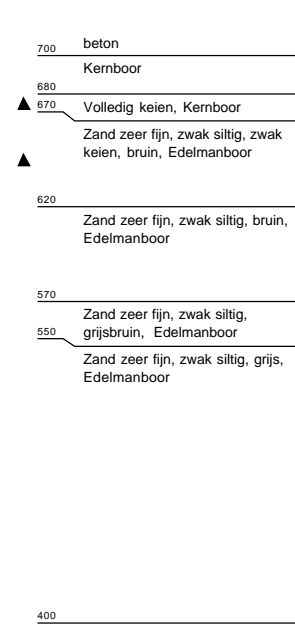 beton
700
Kernboor
680
670
Volledig keien, Kernboor
Zand zeer fijn, zwak siltig, zwak
keien, bruin, Edelmanboor
620
Zand zeer fijn, zwak siltig, bruin,
Edelmanboor
570
Zand zeer fijn, zwak siltig,
grijsbruin, Edelmanboor
550
Zand zeer fijn, zwak siltig, grijs,
Edelmanboor
400